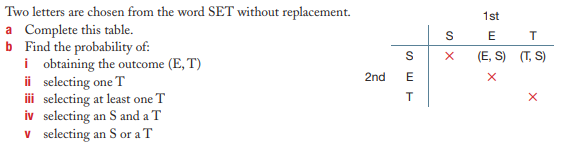 Two letters are chosen from the word SET without replacement.
a Complete this table.
b Find the probability of:
i obtaining the outcome (E, T)
ii selecting one T
iii selecting at least one T
iv selecting an S and a T
v selecting an S or a T
1st
S E T
S × (E, S) (T, S)
2nd E ×
T ×